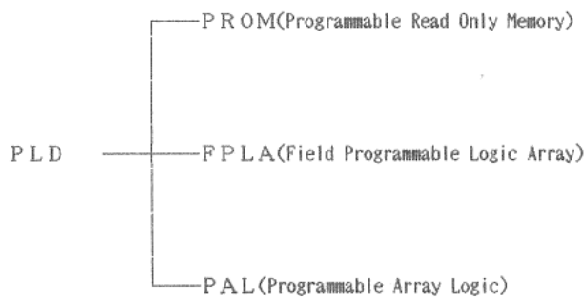 PROM(Programmable Read Only Memory)
PLD
FPLA(Field Programmable Logic Array)
PAL(Programmable Array Logic)